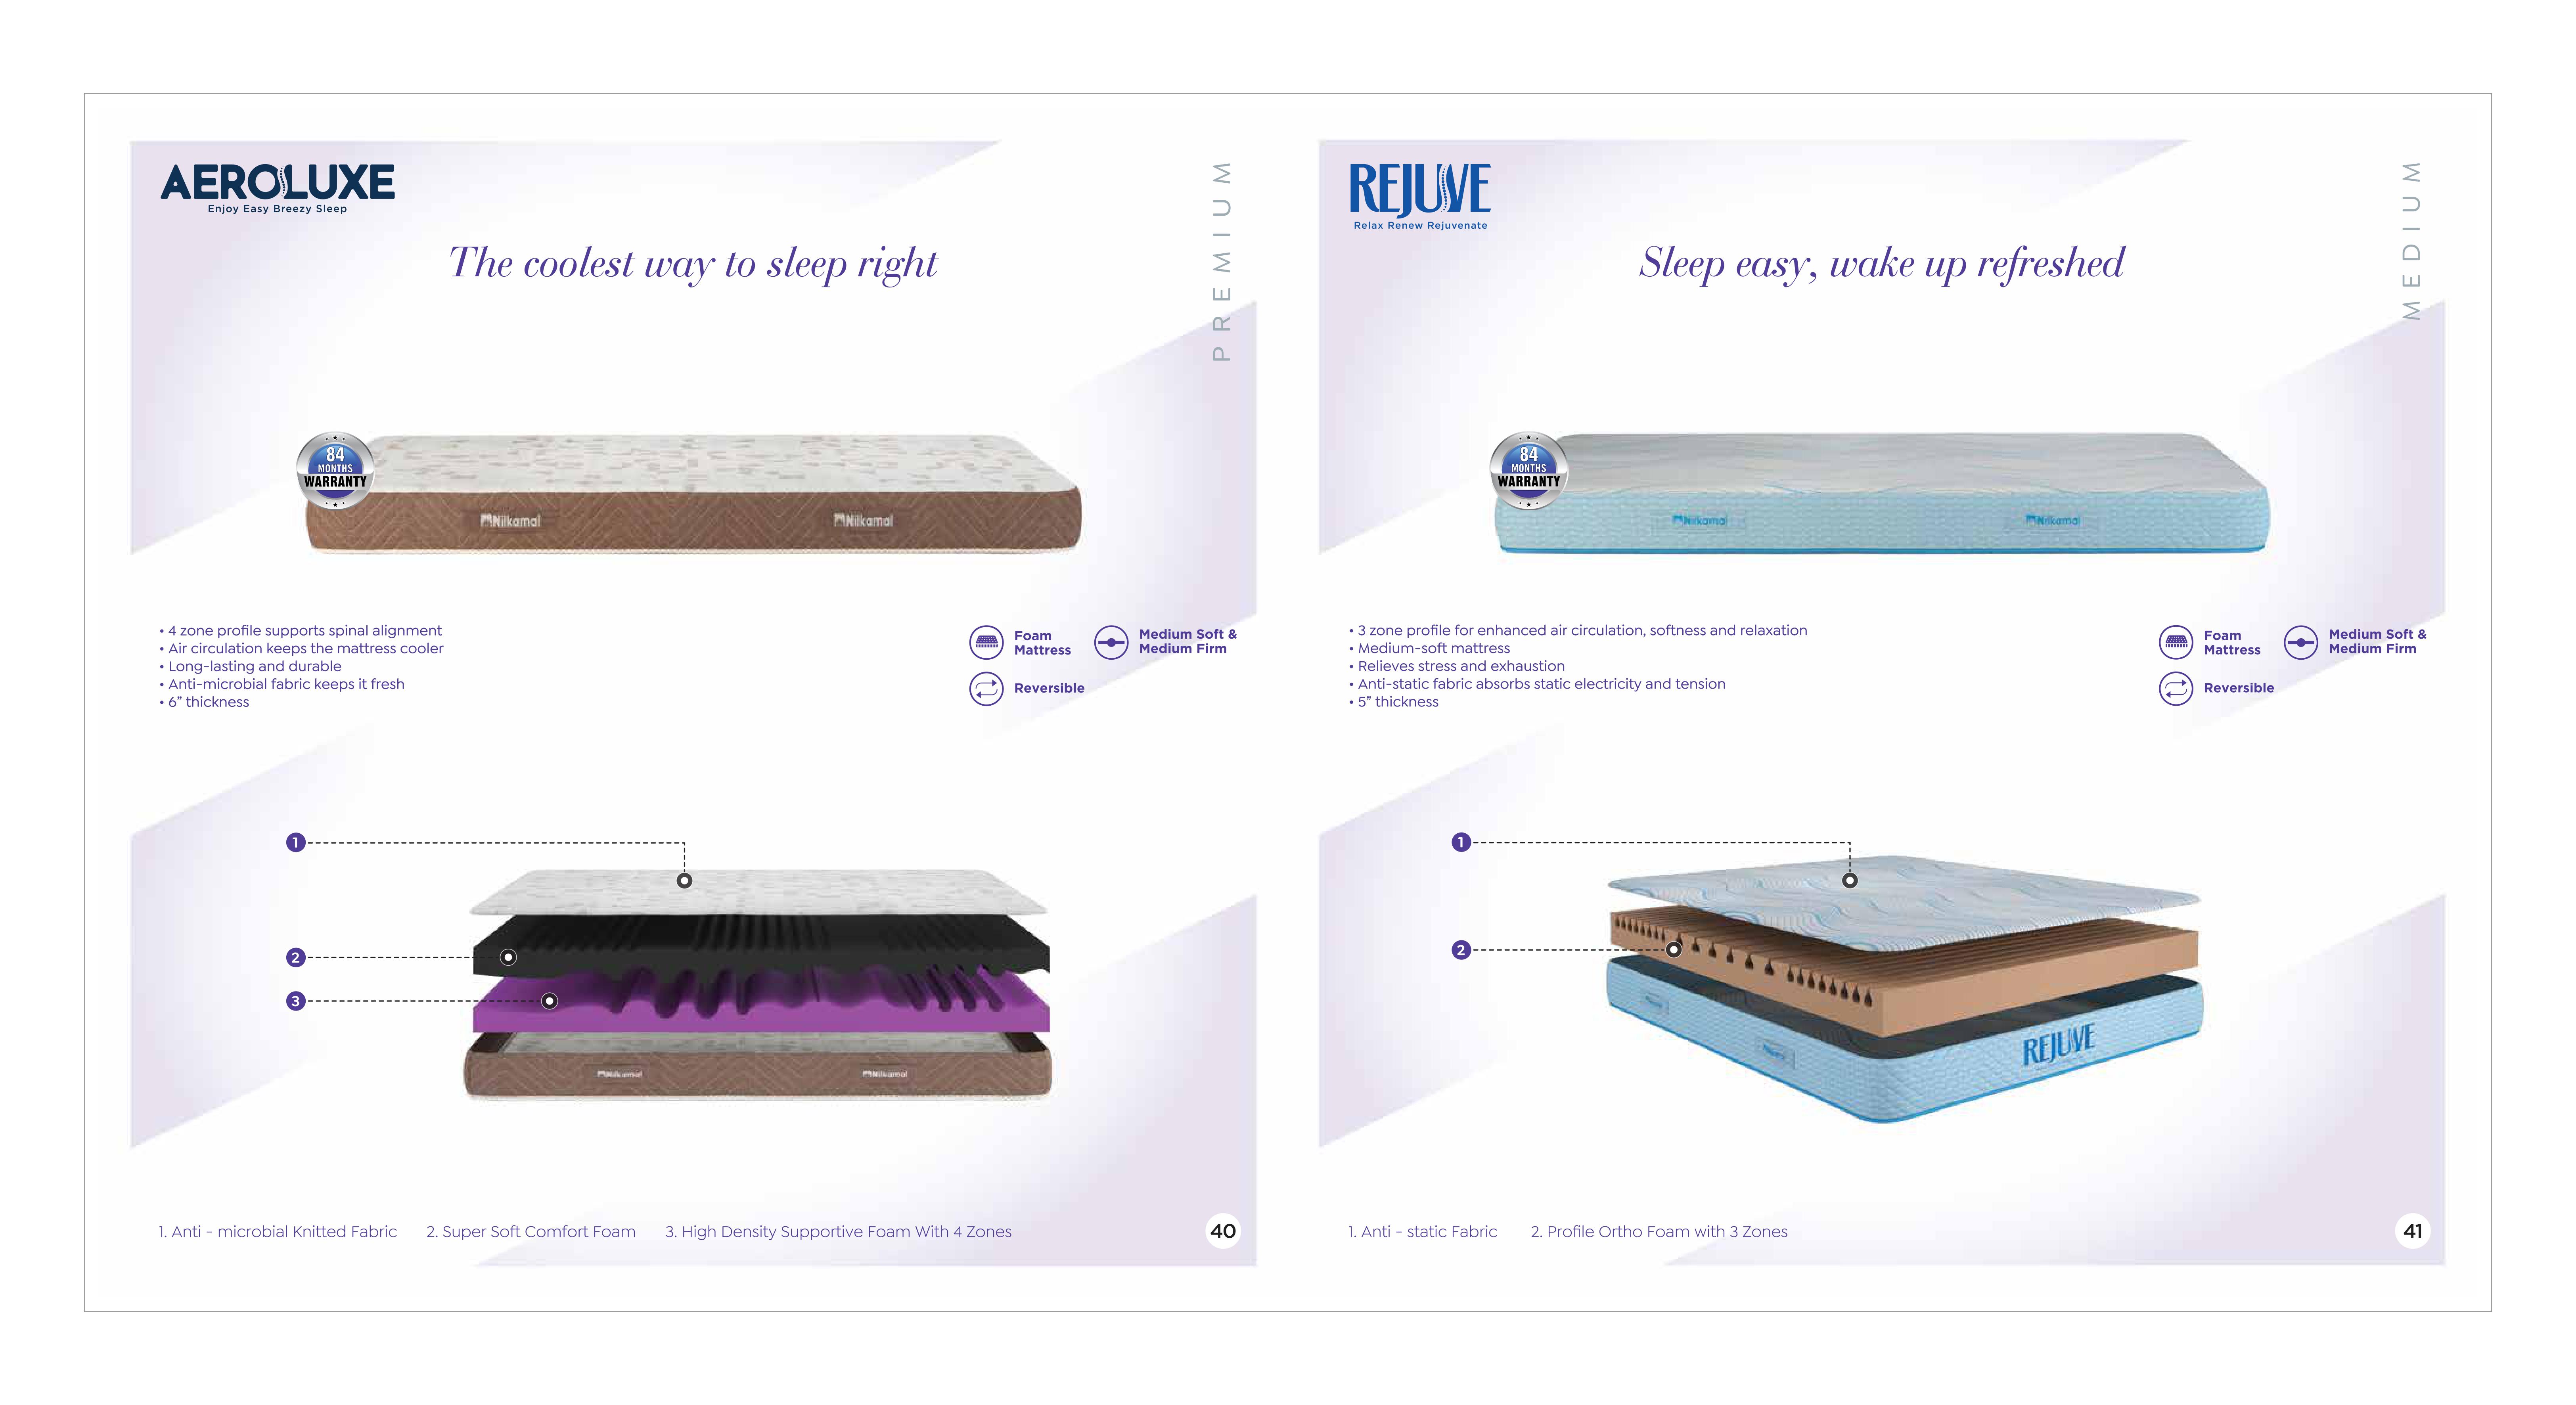 AEROLUXE
Enjoy Easy Breezy Sleep
PREMIUM
The coolest way to sleep right
84
MONTHS
WARRANTY
Nilkamal
Nilkamal
• 4 zone profile supports spinal alignment
• Air circulation keeps the mattress cooler
• Long-lasting and durable
• Anti-microbial fabric keeps it fresh
• 6” thickness
Foam
Mattress
Medium Soft &
Medium Firm
Reversible
1
2
3
Nilkamal
Nilkamal
1. Anti - microbial Knitted Fabric 2. Super Soft Comfort Foam 3. High Density Supportive Foam With 4 Zones
40
REJUVE
Relax Renew Rejuvenate
MEDIUM
Sleep easy, wake up refreshed
84
MONTHS
WARRANTY
Nilkamal
Nilkamal
• 3 zone profile for enhanced air circulation, softness and relaxation
• Medium-soft mattress
• Relieves stress and exhaustion
• Anti-static fabric absorbs static electricity and tension
• 5” thickness
Foam
Mattress
Medium Soft &
Medium Firm
Reversible
1
2
REJUVE
1. Anti - static Fabric 2. Profile Ortho Foam with 3 Zones
41